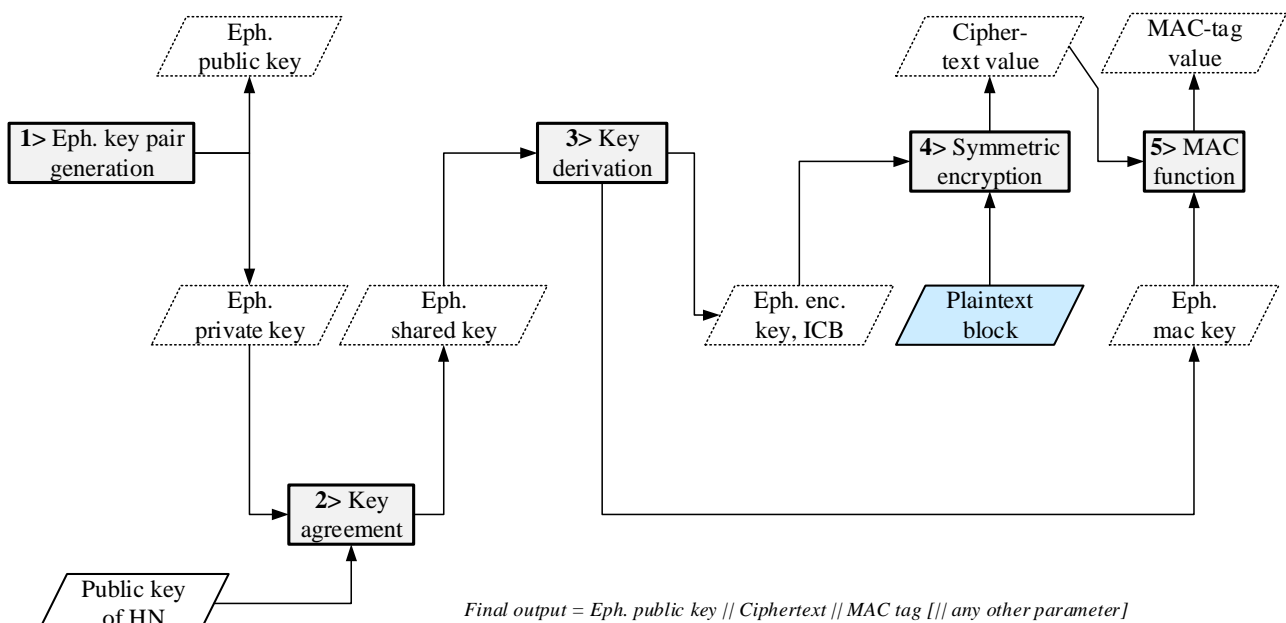 Eph.
public key
Cipher-
text value
MAC-tag
value
1> Eph. key pair
generation
3> Key
derivation
4> Symmetric
encryption
5> MAC
function
Eph.
private key
Eph.
shared key
Eph. enc.
key, ICB
Plaintext
block
Eph.
mac key
2> Key
agreement
Public key
of HN
Final output = Eph. public key || Ciphertext || MAC tag [|| any other parameter]